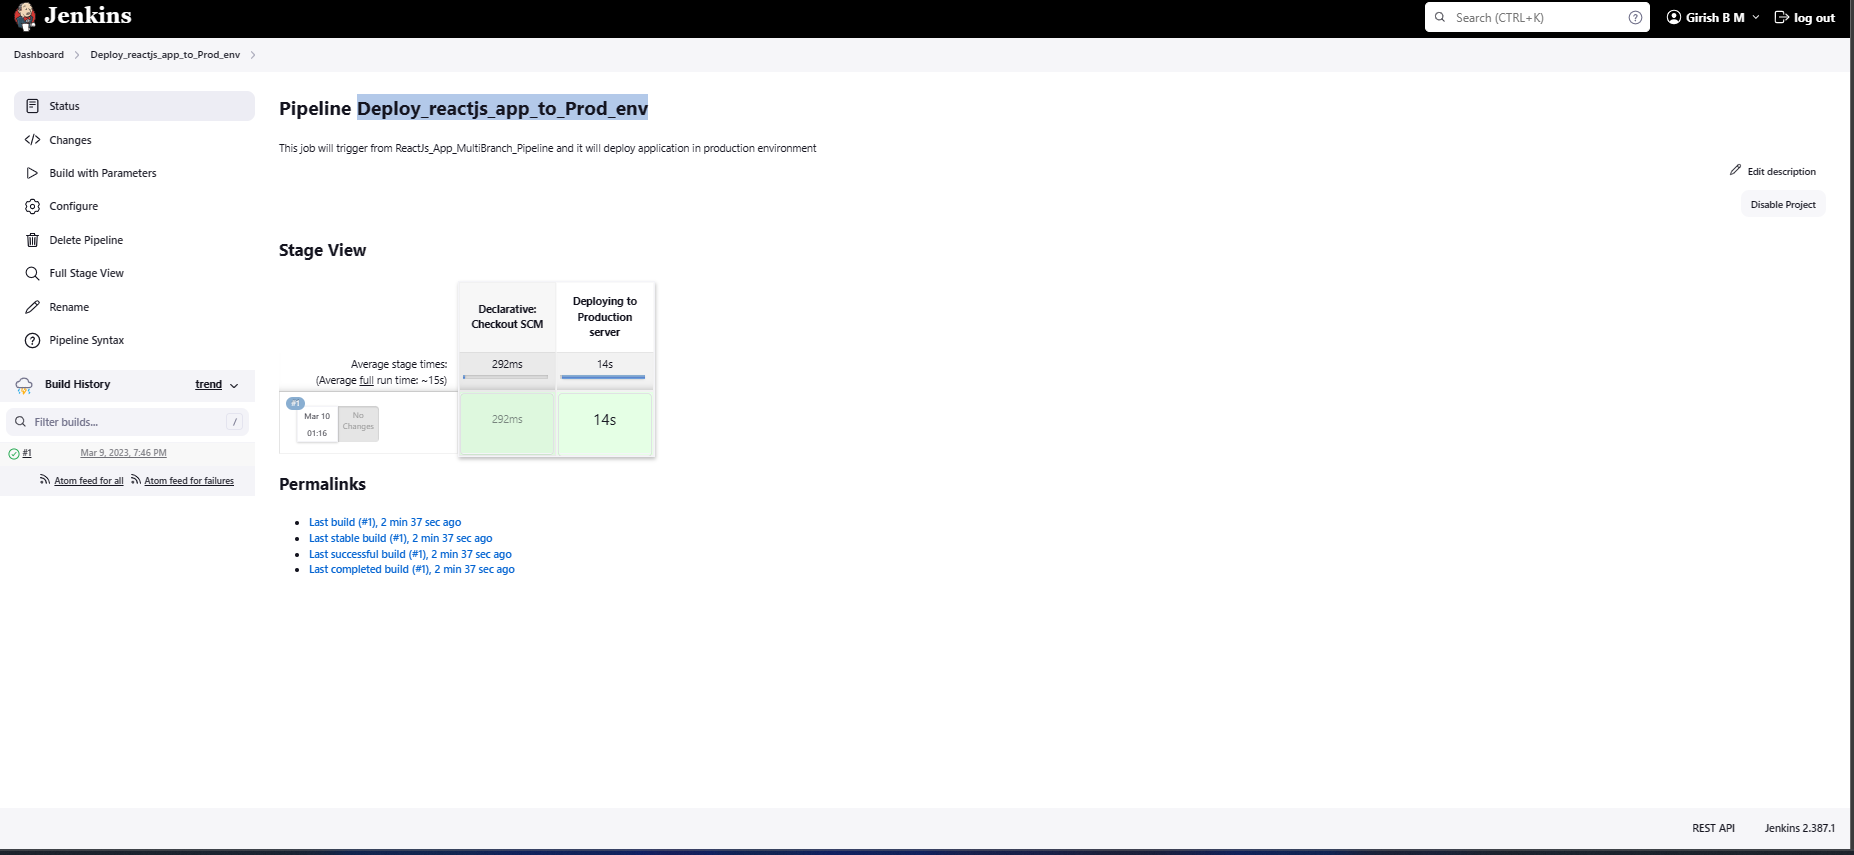 Jenkins
Search (CTRL+K)
?
Girish B M
log out
Dashboard
Deploy_reactjs_app_to_Prod_env
Status
Changes
Build with Parameters
Configure
Delete Pipeline
Full Stage View
Rename
Pipeline Syntax
Build History
trend
Filter builds...
/
#1
Mar 9, 2023, 7:46 PM
Atom feed for all
Atom feed for failures
Pipeline Deploy_reactjs_app_to_Prod_env
This job will trigger from ReactJs_App_MultiBranch_Pipeline and it will deploy application in production environment
Edit description
Disable Project
Stage View
Declarative:
Checkout SCM
Deploying to
Production
server
Average stage times:
(Average full run time: ~15s)
292ms
14s
#1
Mar 10
01:16
No
Changes
292ms
14s
Permalinks
Last build (#1), 2 min 37 sec ago
Last stable build (#1), 2 min 37 sec ago
Last successful build (#1), 2 min 37 sec ago
Last completed build (#1), 2 min 37 sec ago
REST API
Jenkins 2.387.1